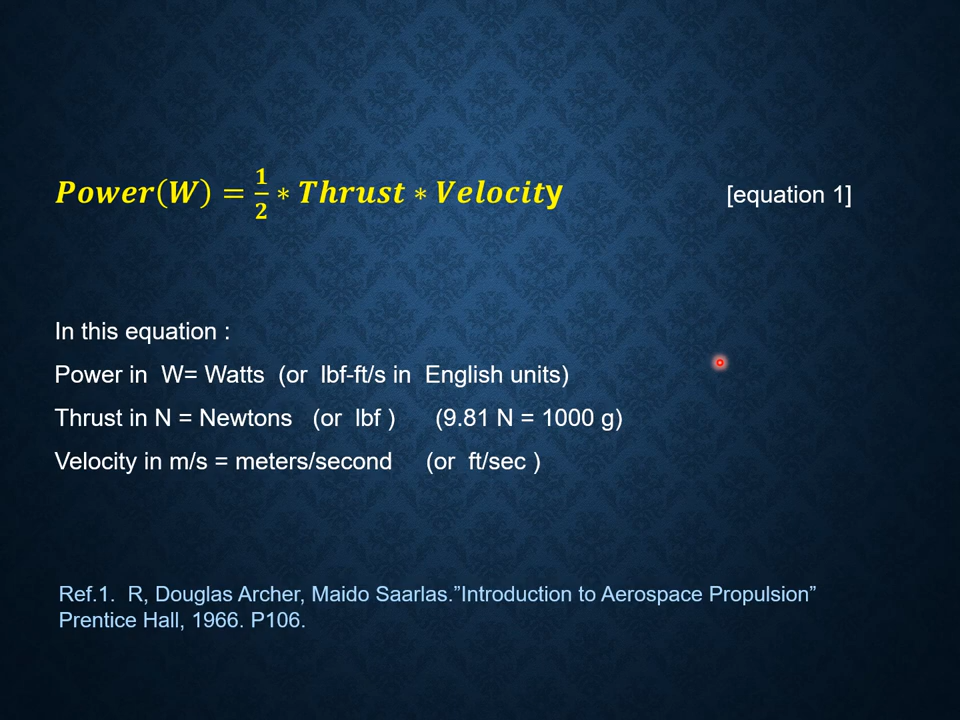 Power(W) = 1/2 * Thrust * Velocity [equation 1]
In this equation :
Power in W= Watts (or lbf-ft/s in English units)
Thrust in N = Newtons (or lbf ) (9.81 N = 1000 g)
Velocity in m/s = meters/second (or ft/sec )
Ref.1. R, Douglas Archer, Maido Saarlas.”Introduction to Aerospace Propulsion”
Prentice Hall, 1966. P106.